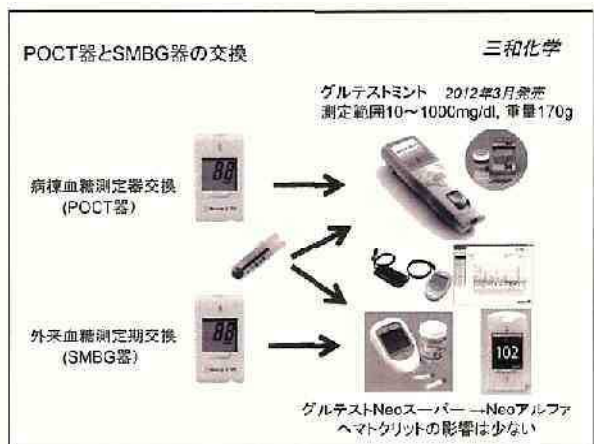 POCT器とSMBG器の交換
三和化学
グルテストミント 2012年3月発売
測定範囲10～1000mg/dl, 重量170g
病棟血糖測定器交換
(POCT器)
88
外来血糖測定期交換
(SMBG器)
88
102
グルテストNeoスーパー →Neoアルファ
ヘマトクリットの影響は少ない